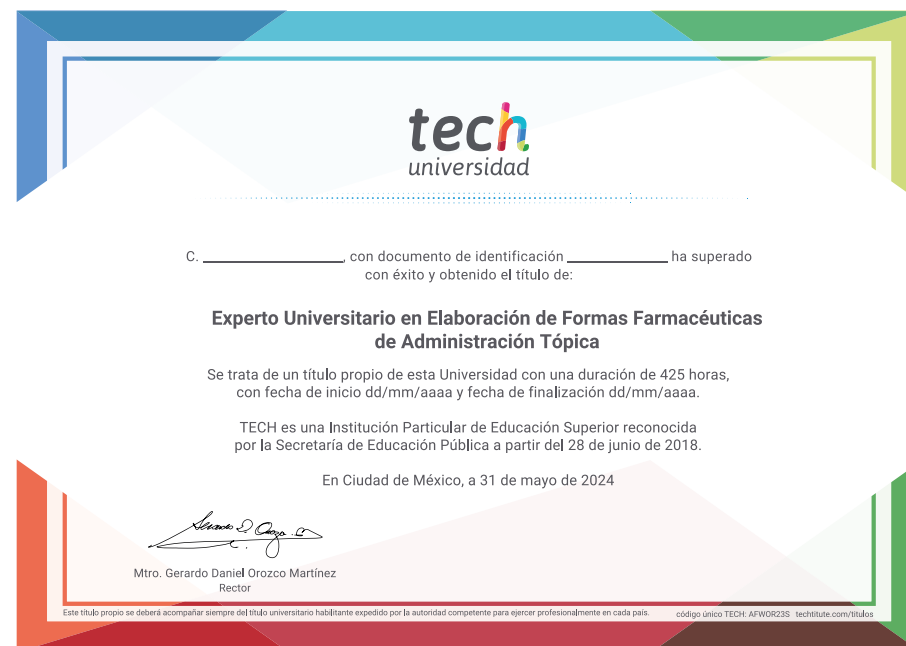 tech
universidad
C. ____________, con documento de identificación ____________ ha superado
con éxito y obtenido el título de:
Experto Universitario en Elaboración de Formas Farmacéuticas
de Administración Tópica
Se trata de un título propio de esta Universidad con una duración de 425 horas,
con fecha de inicio dd/mm/aaaa y fecha de finalización dd/mm/aaaa.
TECH es una Institución Particular de Educación Superior reconocida
por la Secretaría de Educación Pública a partir del 28 de junio de 2018.
En Ciudad de México, a 31 de mayo de 2024
Mtro. Gerardo Daniel Orozco Martínez
Rector
Este título propio se deberá acompañar siempre del título universitario habilitante expedido por la autoridad competente para ejercer profesionalmente en cada país. código único TECH: AFWOR23S techtitute.com/titulos